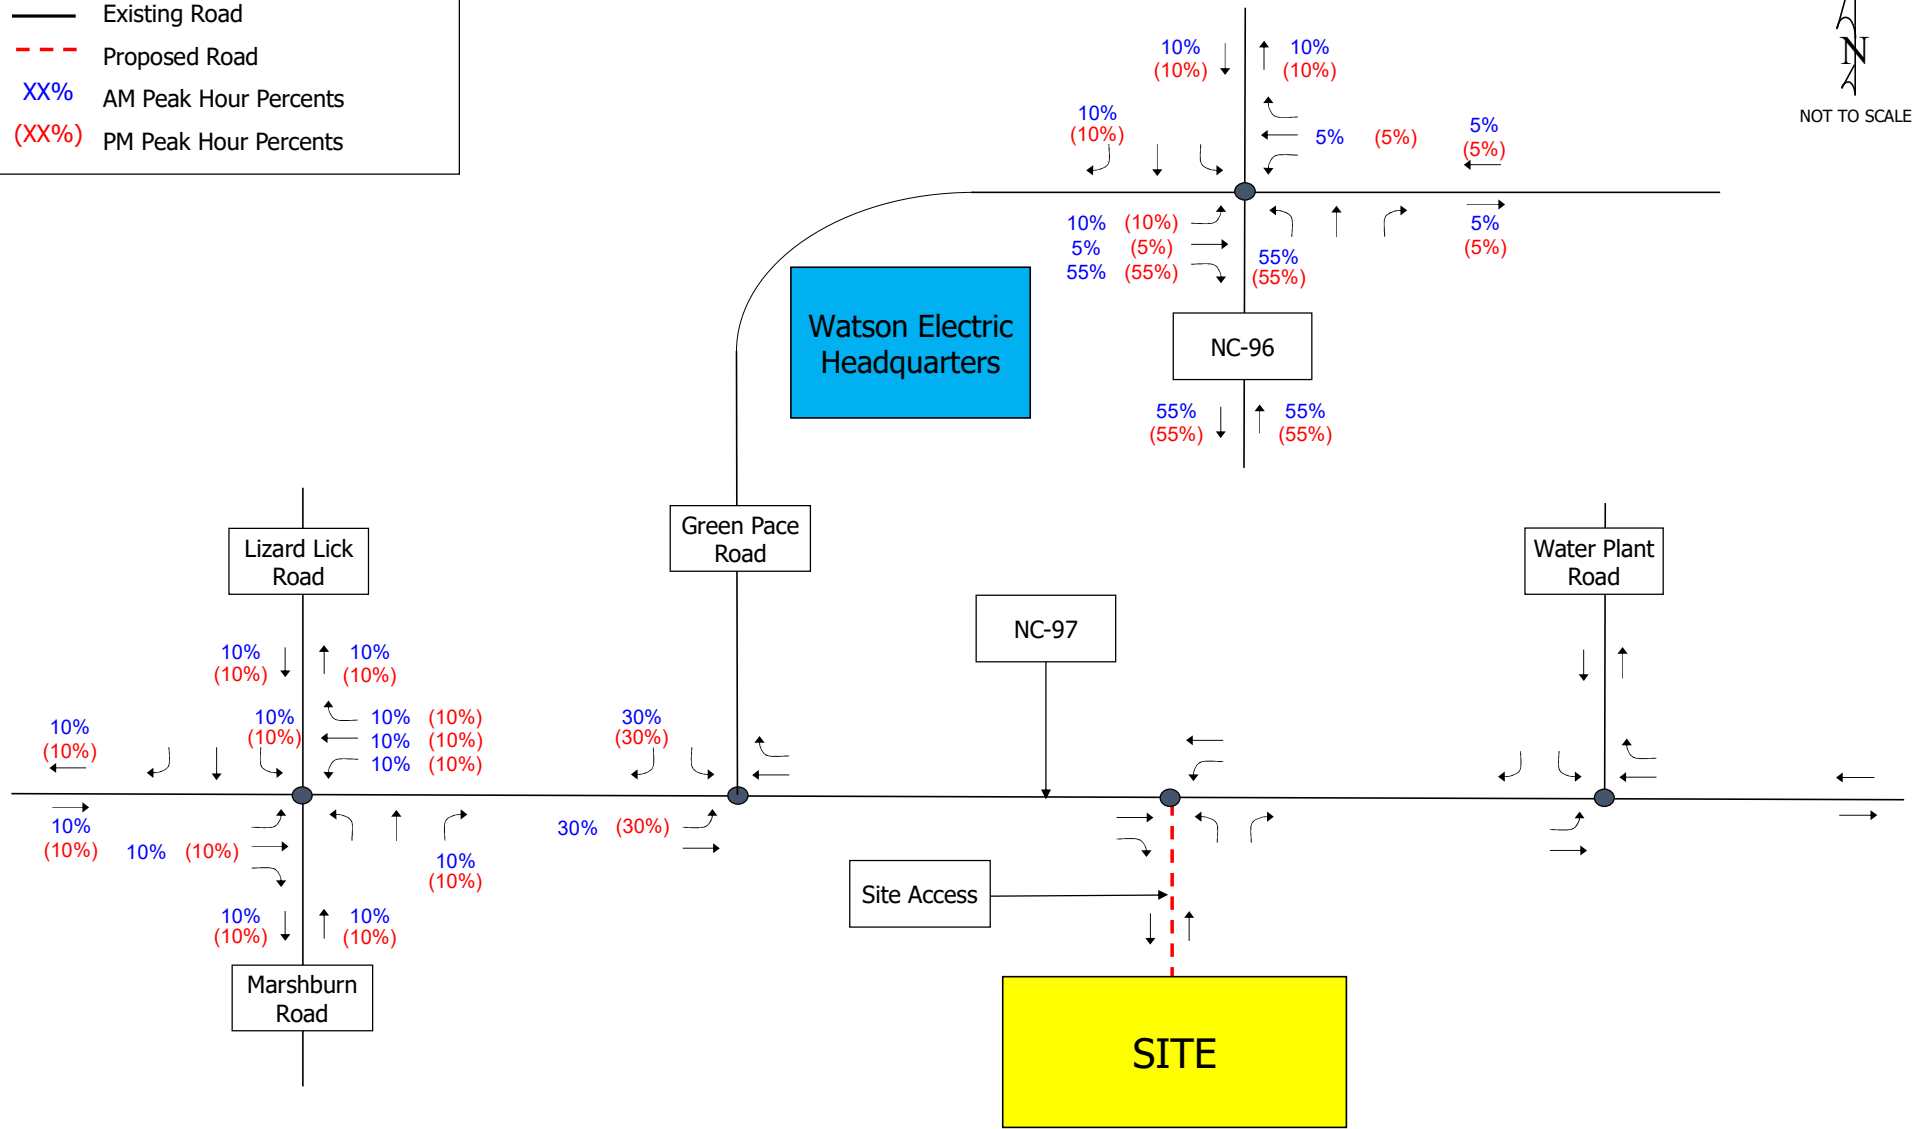 Existing Road
Proposed Road
XX% AM Peak Hour Percents
(XX%) PM Peak Hour Percents
N
NOT TO SCALE
10% 10%
(10%) (10%)
10%
(10%)
5% (5%)
5%
(5%)
10% (10%)
5% (5%)
55% (55%)
55%
(55%)
5%
(5%)
Watson Electric
Headquarters
NC-96
55% 55%
(55%) (55%)
Lizard Lick
Road
Green Pace
Road
Water Plant
Road
NC-97
10% 10%
(10%) (10%)
10%
(10%)
10%
(10%)
10% (10%)
10% (10%)
10% (10%)
30%
(30%)
10%
(10%)
10% (10%)
10%
(10%)
30% (30%)
Site Access
10% 10%
(10%) (10%)
Marshburn
Road
SITE